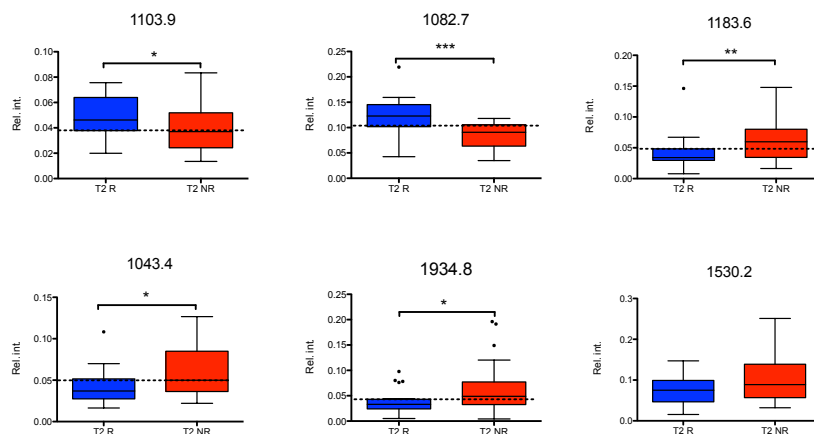 1103.9
*
Rel. int.
0.10
0.08
0.06
0.04
0.02
0.00
T2 R
T2 NR
1082.7
***
Rel. int.
0.25
0.20
0.15
0.10
0.05
0.00
T2 R
T2 NR
1183.6
**
Rel. int.
0.20
0.15
0.10
0.05
0.00
T2 R
T2 NR
1043.4
*
Rel. int.
0.15
0.10
0.05
0.00
T2 R
T2 NR
1934.8
*
Rel. int.
0.25
0.20
0.15
0.10
0.05
0.00
T2 R
T2 NR
1530.2
Rel. int.
0.3
0.2
0.1
0.0
T2 R
T2 NR